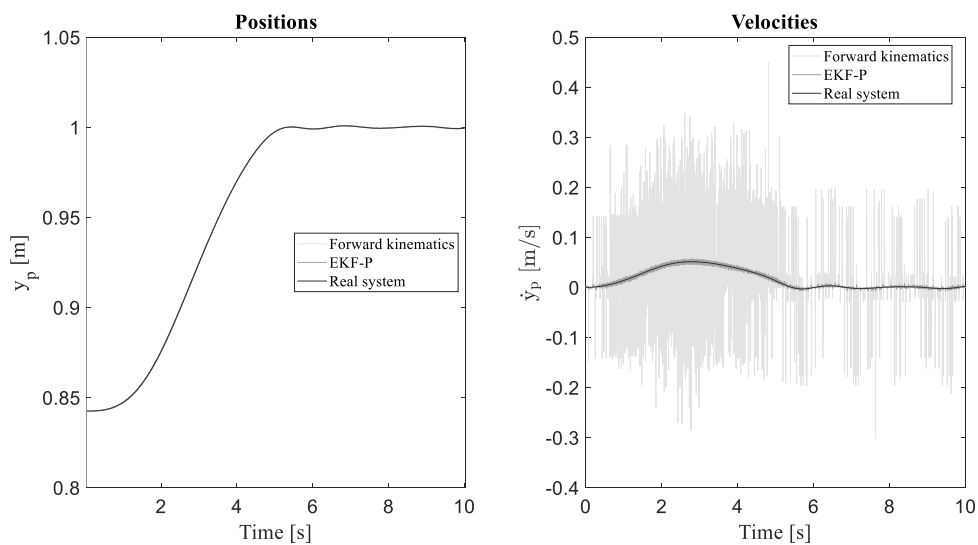 Positions
1.05
1
0.95
0.9
0.85
0.8
y_p [m]
2
4
6
8
10
Time [s]
Forward kinematics
EKF-P
Real system
Velocities
0.5
0.4
0.3
0.2
0.1
0
-0.1
-0.2
-0.3
-0.4
ẏ_p [m/s]
0
2
4
6
8
10
Time [s]
Forward kinematics
EKF-P
Real system